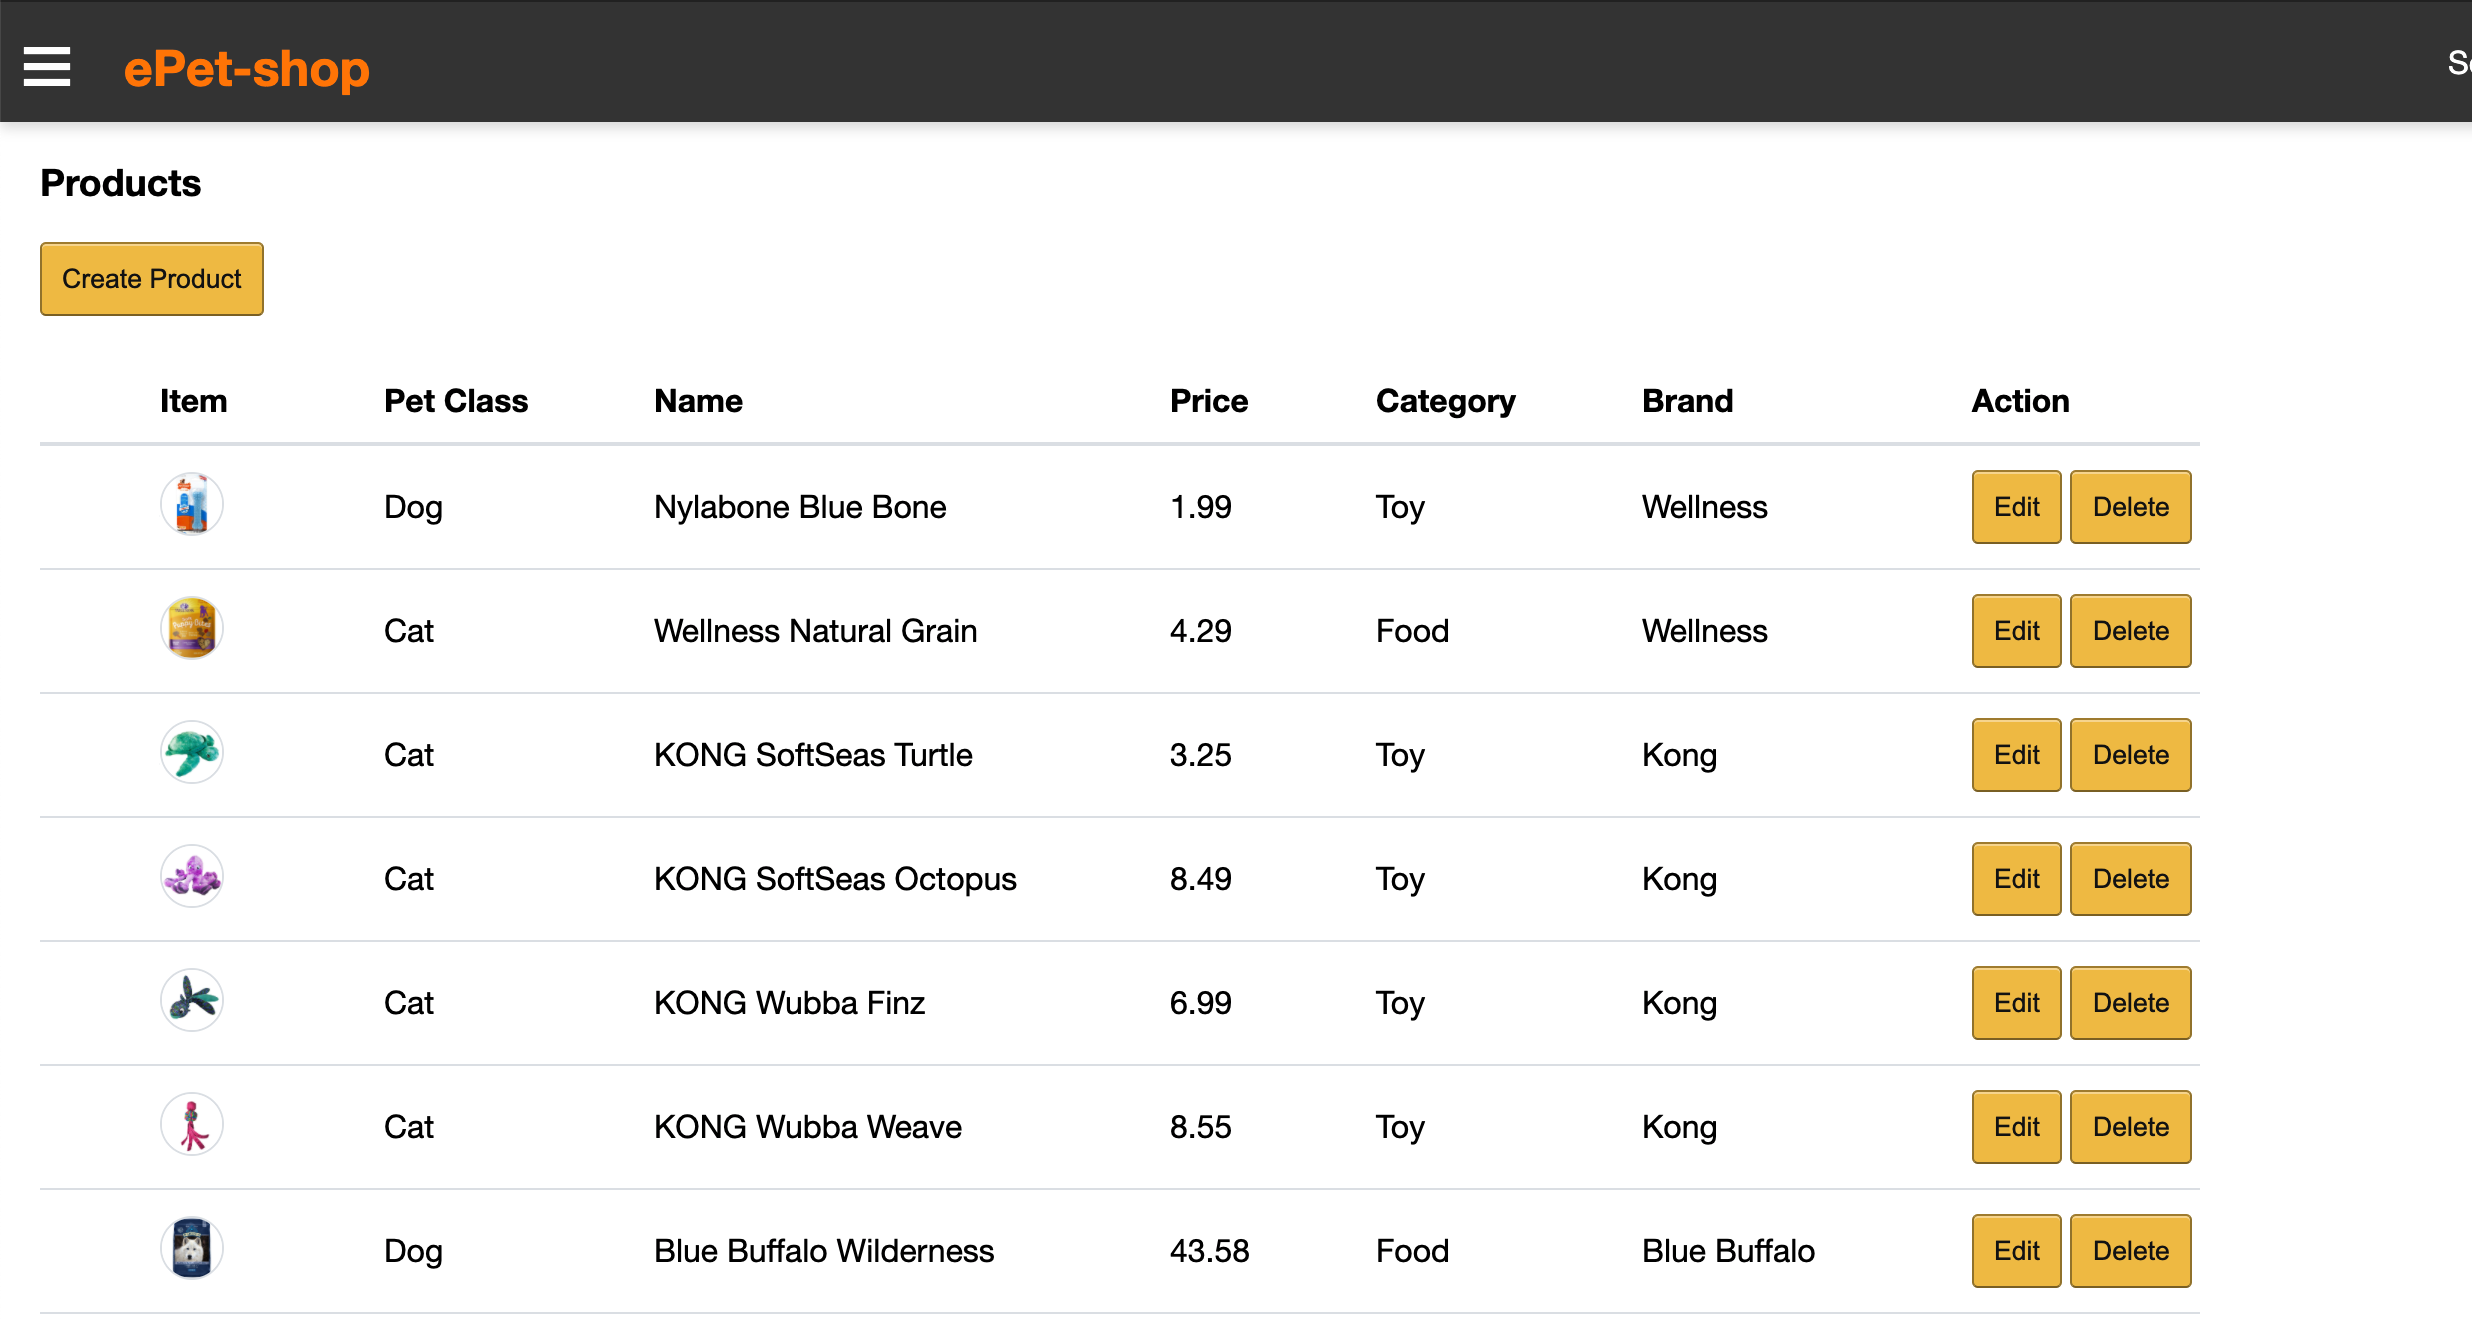 ePet-shop
Products
Create Product
Item Pet Class Name Price Category Brand Action
Dog Nylabone Blue Bone 1.99 Toy Wellness Edit Delete
Cat Wellness Natural Grain 4.29 Food Wellness Edit Delete
Cat KONG SoftSeas Turtle 3.25 Toy Kong Edit Delete
Cat KONG SoftSeas Octopus 8.49 Toy Kong Edit Delete
Cat KONG Wubba Finz 6.99 Toy Kong Edit Delete
Cat KONG Wubba Weave 8.55 Toy Kong Edit Delete
Dog Blue Buffalo Wilderness 43.58 Food Blue Buffalo Edit Delete